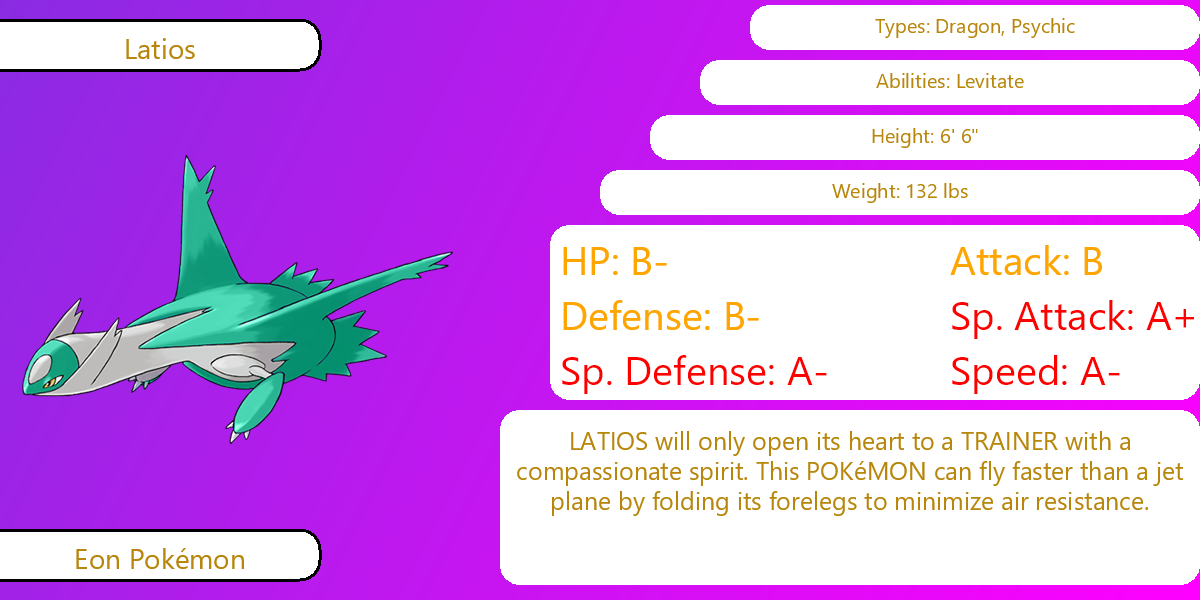 Latios
Types: Dragon, Psychic
Abilities: Levitate
Height: 6' 6"
Weight: 132 lbs
HP: B-
Attack: B
Defense: B-
Sp. Attack: A+
Sp. Defense: A-
Speed: A-
LATIOS will only open its heart to a TRAINER with a
compassionate spirit. This POKéMON can fly faster than a jet
plane by folding its forelegs to minimize air resistance.
Eon Pokémon